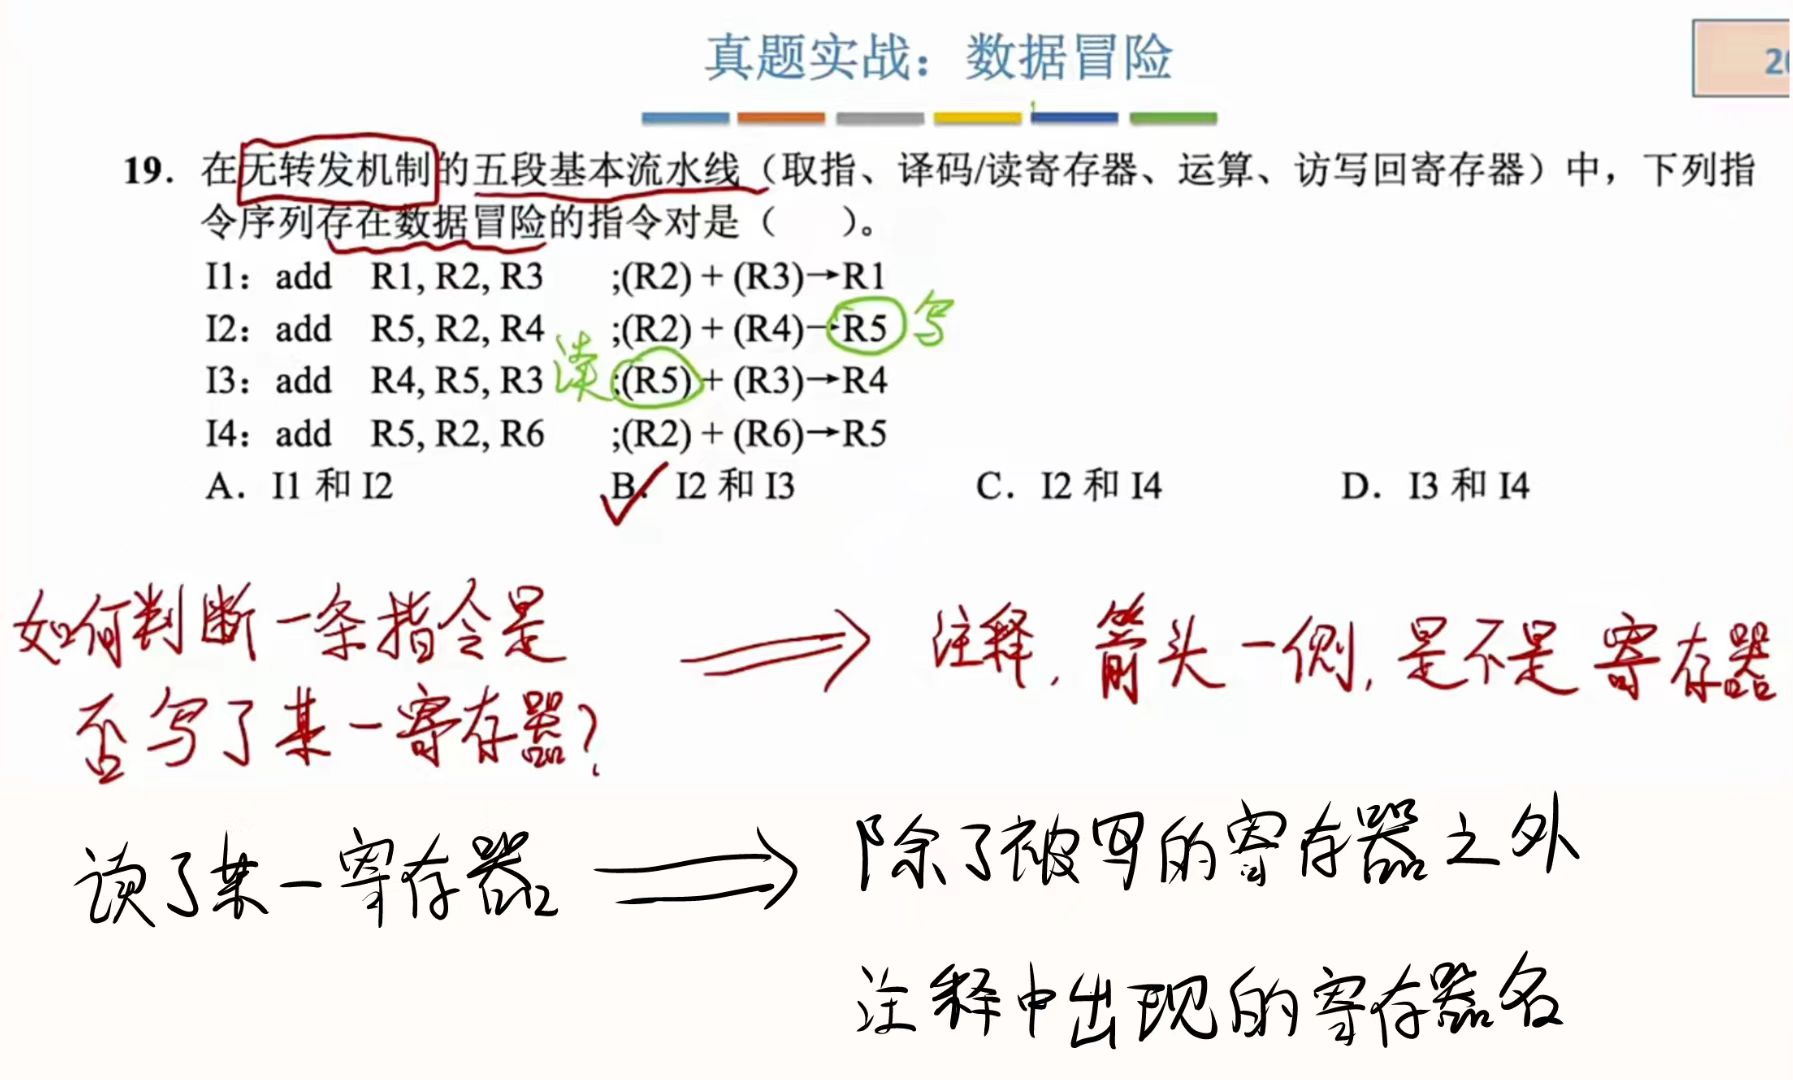 真题实战：数据冒险
19. 在无转发机制的五段基本流水线（取指、译码/读寄存器、运算、访写回寄存器）中，下列指
令序列存在数据冒险的指令对是（　　）。
I1：add R1, R2, R3 ;(R2) + (R3)→R1
I2：add R5, R2, R4 ;(R2) + (R4)→R5 写
I3：add R4, R5, R3 读 ;(R5) + (R3)→R4
I4：add R5, R2, R6 ;(R2) + (R6)→R5
A. I1 和 I2 B. I2 和 I3 C. I2 和 I4 D. I3 和 I4
如何判断一条指令是 ⟹ 注释，箭头一侧，是不是寄存器
否写了某一寄存器？
读了某一寄存器 ⟹ 除了被写的寄存器之外
注释中出现的寄存器名